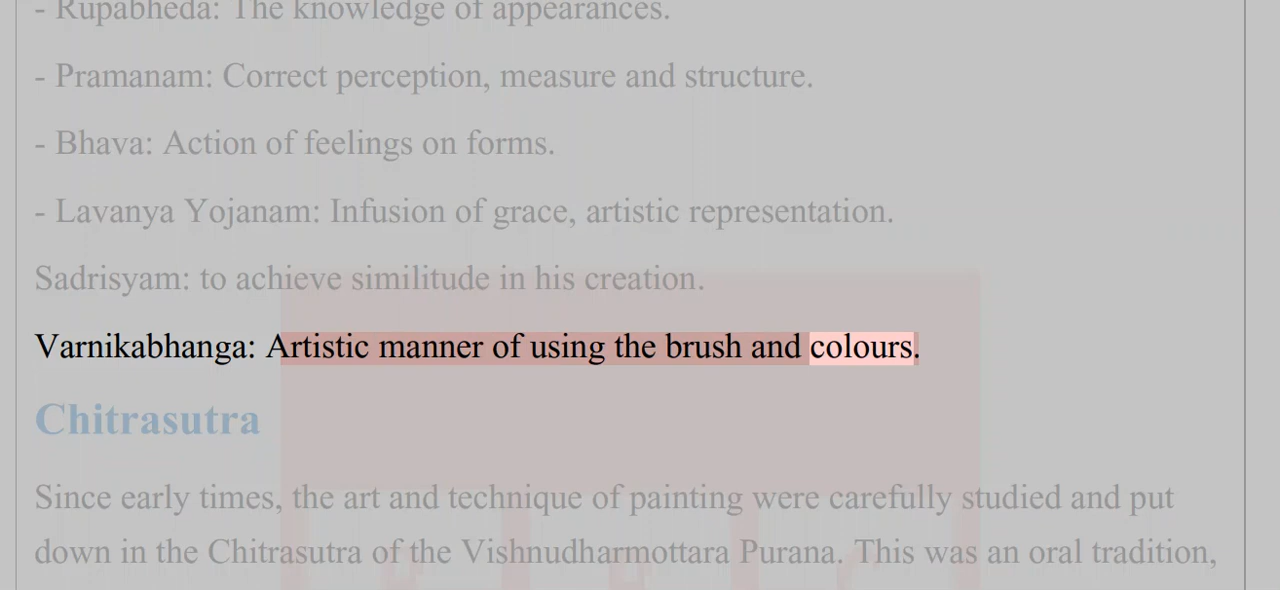 - Rupabheda: The knowledge of appearances.
- Pramanam: Correct perception, measure and structure.
- Bhava: Action of feelings on forms.
- Lavanya Yojanam: Infusion of grace, artistic representation.
Sadrisyam: to achieve similitude in his creation.
Varnikabhanga: Artistic manner of using the brush and colours.
Chitrasutra
Since early times, the art and technique of painting were carefully studied and put
down in the Chitrasutra of the Vishnudharmottara Purana. This was an oral tradition,